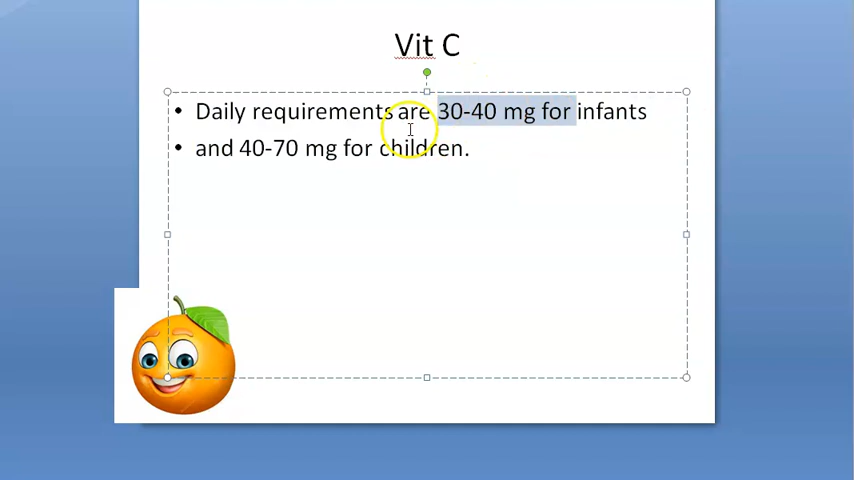 Vit C
• Daily requirements are 30-40 mg for infants
• and 40-70 mg for children.